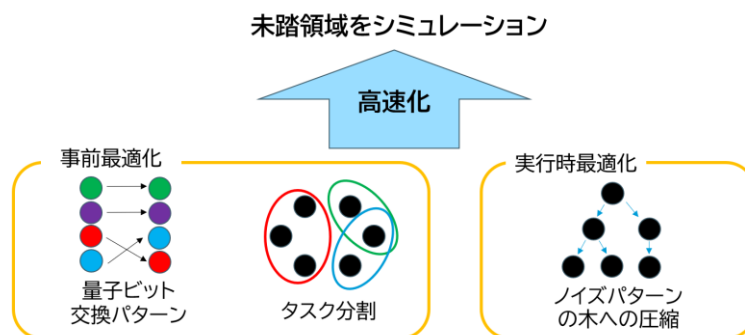 未踏領域をシミュレーション
高速化
事前最適化
量子ビット
交換パターン
タスク分割
実行時最適化
ノイズパターン
の木への圧縮